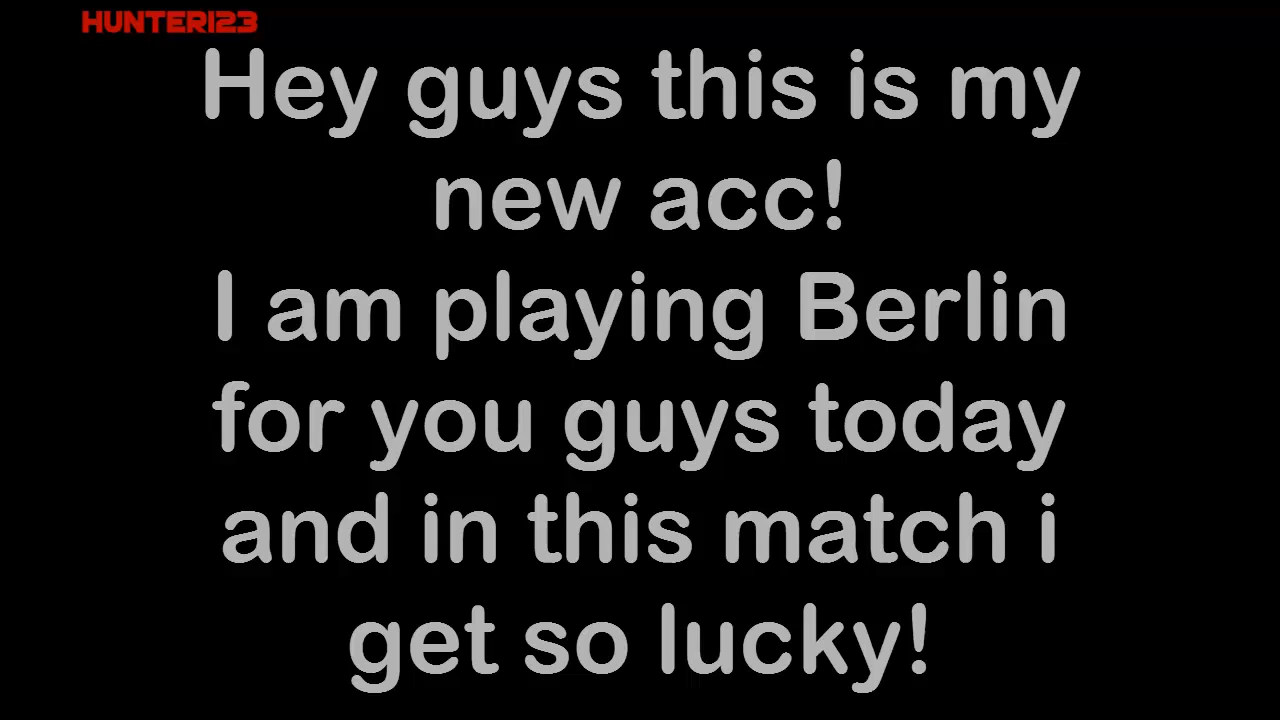 HUNTER123
Hey guys this is my
new acc!
I am playing Berlin
for you guys today
and in this match i
get so lucky!